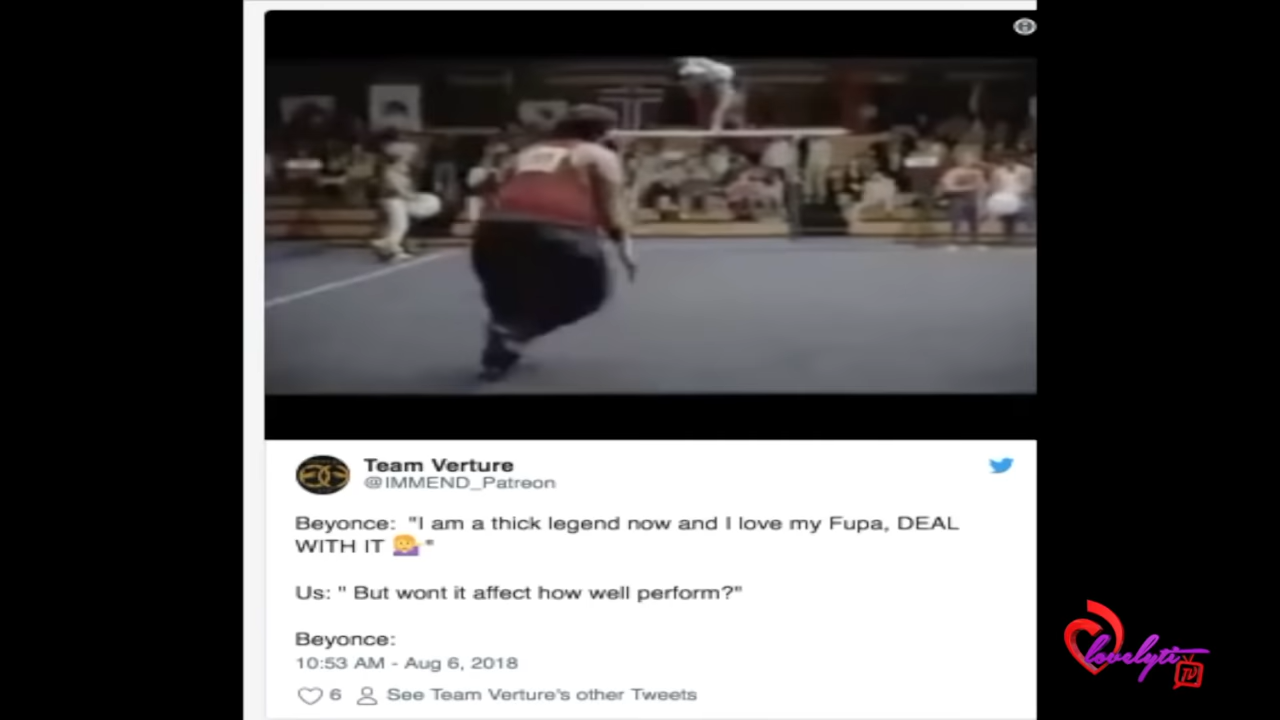 Team Verture
@IMMEND_Patreon
Beyonce: "I am a thick legend now and I love my Fupa, DEAL
WITH IT 💁"
Us: " But wont it affect how well perform?"
Beyonce:
10:53 AM - Aug 6, 2018
6 See Team Verture's other Tweets
lovelyti
TV